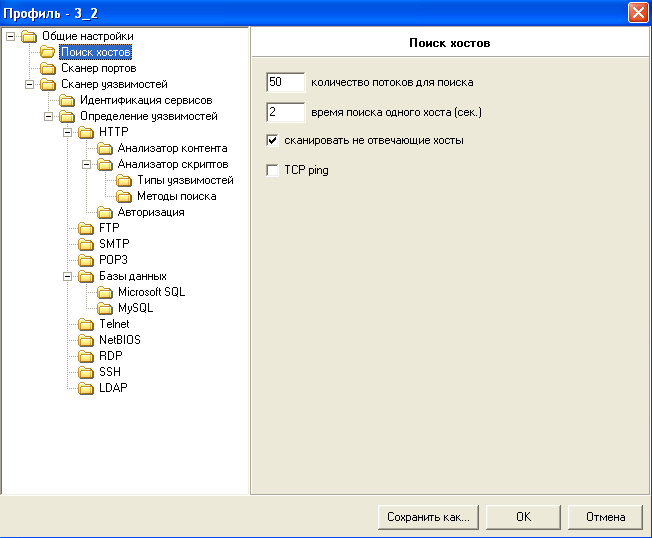 Профиль - 3_2
Общие настройки
Поиск хостов
Сканер портов
Сканер уязвимостей
Идентификация сервисов
Определение уязвимостей
HTTP
Анализатор контента
Анализатор скриптов
Типы уязвимостей
Методы поиска
Авторизация
FTP
SMTP
POP3
Базы данных
Microsoft SQL
MySQL
Telnet
NetBIOS
RDP
SSH
LDAP
Поиск хостов
50 количество потоков для поиска
2 время поиска одного хоста (сек.)
сканировать не отвечающие хосты
TCP ping
Сохранить как... OK Отмена